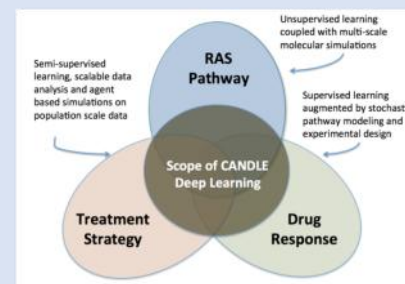 Unsupervised learning
coupled with multi-scale
molecular simulations
Semi-supervised
learning, scalable data
analysis and agent
based simulations on
population scale data
RAS
Pathway
Supervised learning
augmented by stochast
pathway modeling and
experimental design
Scope of CANDLE
Deep Learning
Treatment
Strategy
Drug
Response